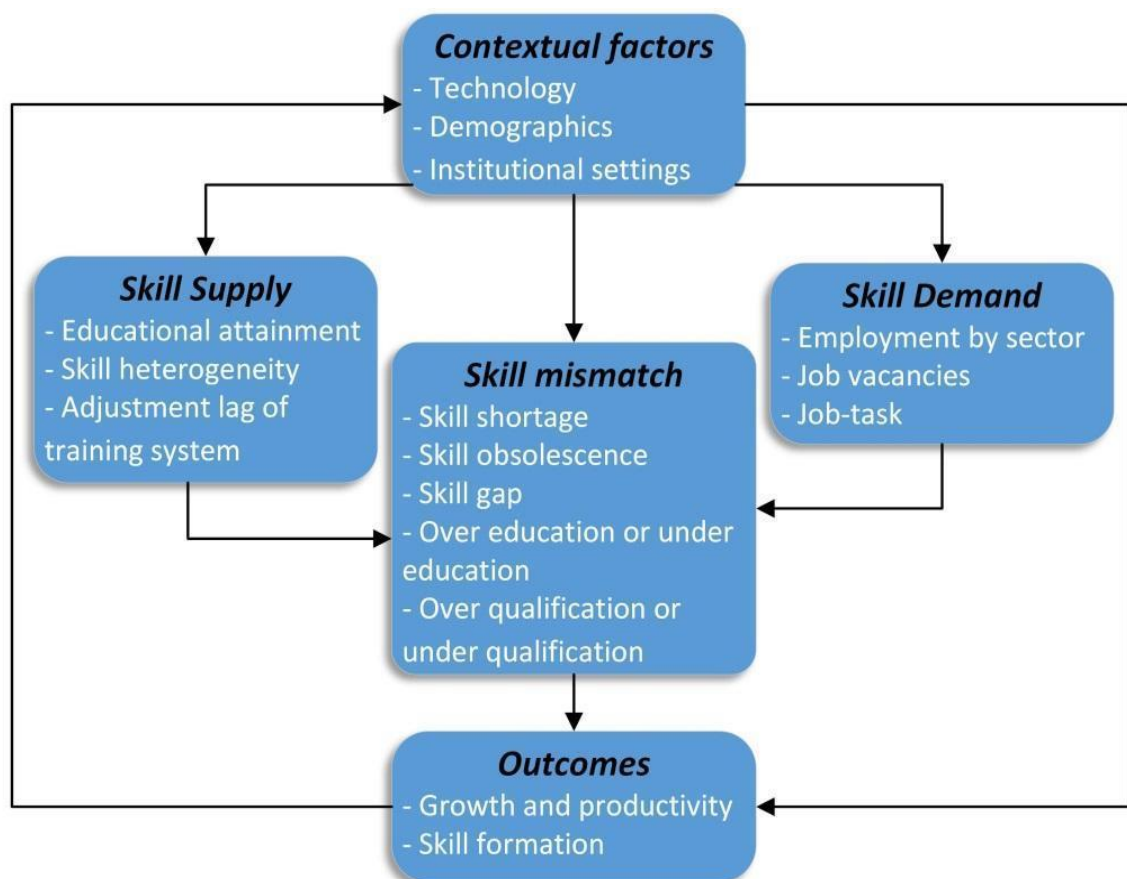 Contextual factors
- Technology
- Demographics
- Institutional settings
Skill Supply
- Educational attainment
- Skill heterogeneity
- Adjustment lag of
training system
Skill Demand
- Employment by sector
- Job vacancies
- Job-task
Skill mismatch
- Skill shortage
- Skill obsolescence
- Skill gap
- Over education or under
education
- Over qualification or
under qualification
Outcomes
- Growth and productivity
- Skill formation